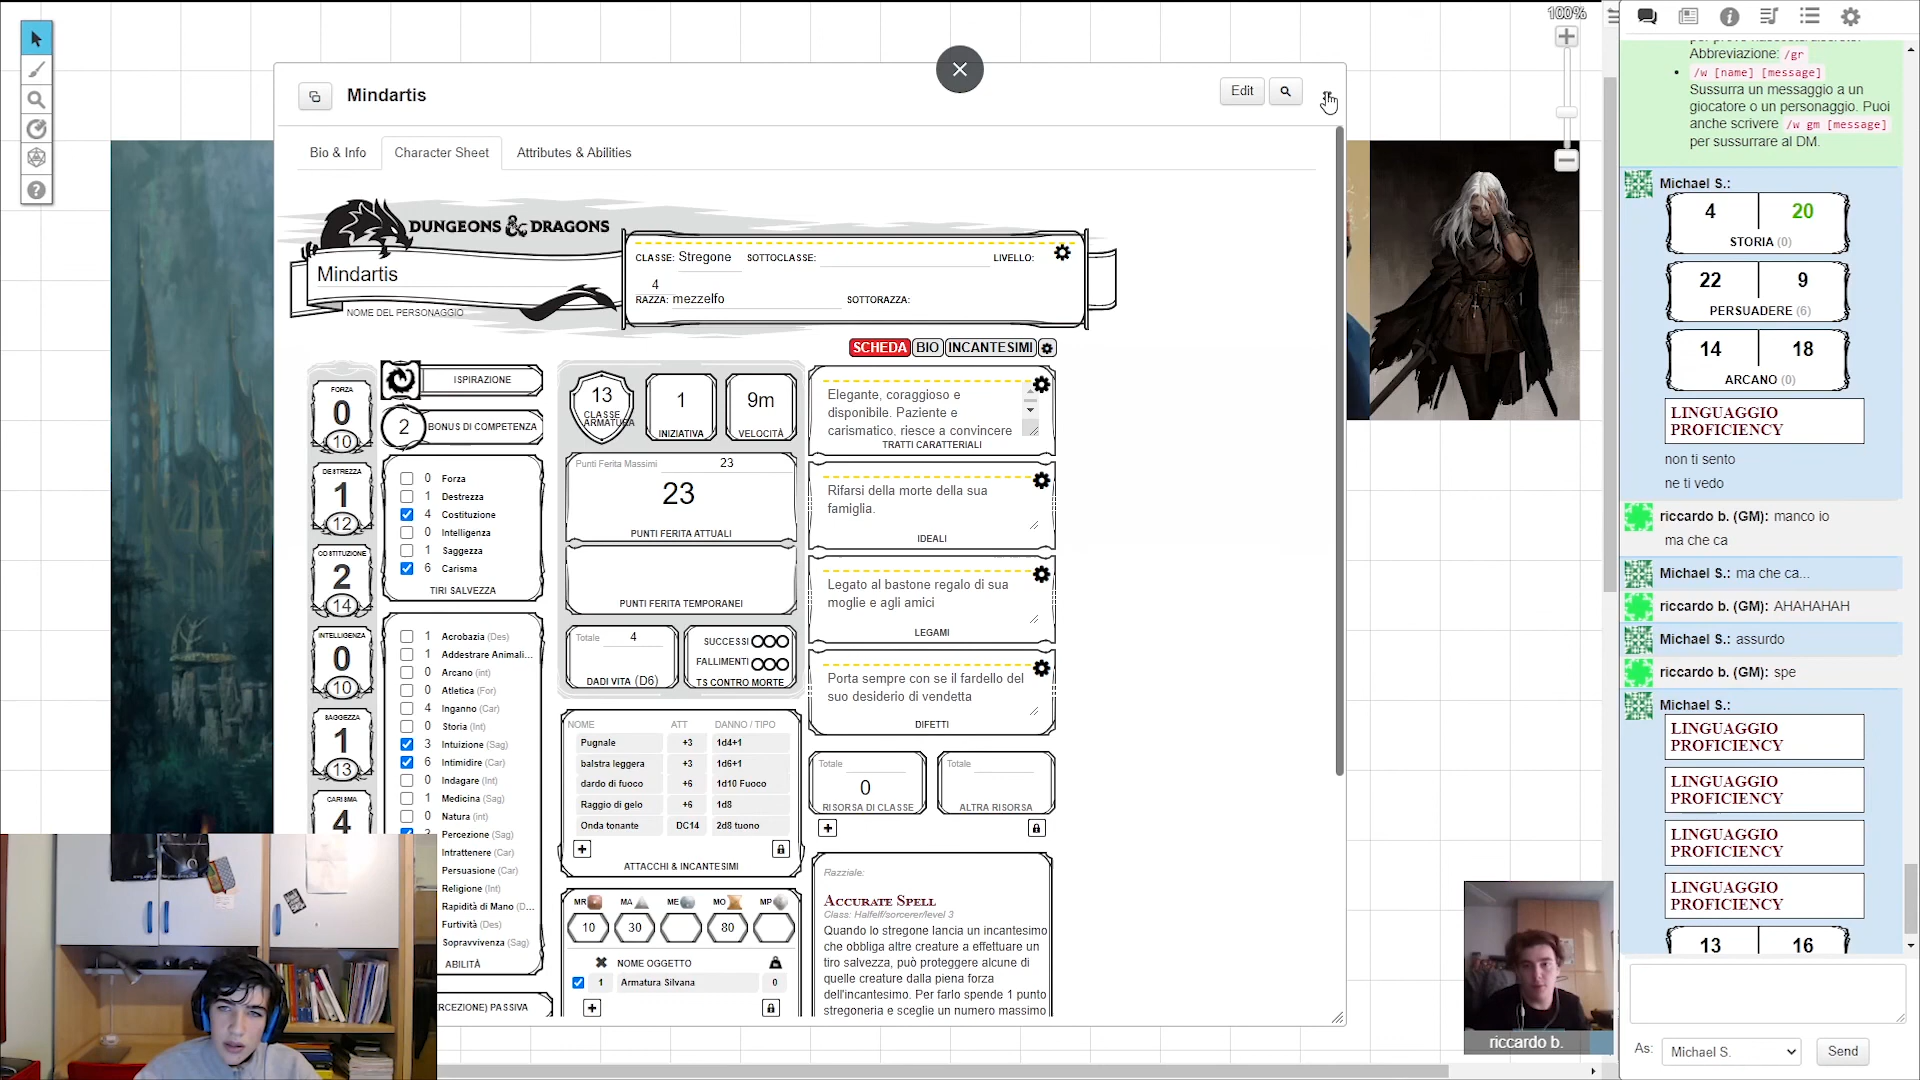 100%
Mindartis
Edit
Bio & Info
Character Sheet
Attributes & Abilities
DUNGEONS & DRAGONS
Mindartis
NOME DEL PERSONAGGIO
CLASSE: Stregone SOTTOCLASSE: LIVELLO:
4
RAZZA: mezzelfo SOTTORAZZA:
SCHEDA BIO INCANTESIMI
FORZA
0
10
DESTREZZA
1
12
COSTITUZIONE
2
14
INTELLIGENZA
0
10
SAGGEZZA
1
13
CARISMA
4
ISPIRAZIONE
2 BONUS DI COMPETENZA
0 Forza
1 Destrezza
4 Costituzione
0 Intelligenza
1 Saggezza
6 Carisma
TIRI SALVEZZA
1 Acrobazia (Des)
1 Addestrare Animali...
0 Arcano (int)
0 Atletica (For)
4 Inganno (Car)
0 Storia (Int)
3 Intuizione (Sag)
6 Intimidire (Car)
0 Indagare (Int)
1 Medicina (Sag)
0 Natura (int)
Percezione (Sag)
Intrattenere (Car)
Persuasione (Car)
Religione (Int)
Rapidità di Mano (D...
Furtività (Des)
Sopravvivenza (Sag)
ABILITÀ
RCEZIONE) PASSIVA
13
CLASSE
ARMATURA
1
INIZIATIVA
9m
VELOCITÀ
Punti Ferita Massimi 23
23
PUNTI FERITA ATTUALI
PUNTI FERITA TEMPORANEI
Totale 4
DADI VITA (D6)
SUCCESSI
FALLIMENTI
TS CONTRO MORTE
NOME ATT DANNO / TIPO
Pugnale +3 1d4+1
balstra leggera +3 1d6+1
dardo di fuoco +6 1d10 Fuoco
Raggio di gelo +6 1d8
Onda tonante DC14 2d8 tuono
ATTACCHI & INCANTESIMI
MR MA ME MO MP
10 30 80
NOME OGGETTO
1 Armatura Silvana 0
Elegante, coraggioso e
disponibile. Paziente e
carismatico. riesce a convincere
TRATTI CARATTERIALI
Rifarsi della morte della sua
famiglia.
IDEALI
Legato al bastone regalo di sua
moglie e agli amici
LEGAMI
Porta sempre con se il fardello del
suo desiderio di vendetta
DIFETTI
Totale
0
RISORSA DI CLASSE
Totale
ALTRA RISORSA
Razziale:
ACCURATE SPELL
Class: Halfelf/sorcerer/level 3
Quando lo stregone lancia un incantesimo
che obbliga altre creature a effettuare un
tiro salvezza, può proteggere alcune di
quelle creature dalla piena forza
dell'incantesimo. Per farlo spende 1 punto
stregoneria e sceglie un numero massimo
Abbreviazione: /gr
/w [name] [message]
Sussurra un messaggio a un
giocatore o un personaggio. Puoi
anche scrivere /w gm [message]
per sussurrare al DM.
Michael S.:
4 20
STORIA (0)
22 9
PERSUADERE (6)
14 18
ARCANO (0)
LINGUAGGIO
PROFICIENCY
non ti sento
ne ti vedo
riccardo b. (GM): manco io
ma che ca
Michael S.: ma che ca...
riccardo b. (GM): AHAHAHAH
Michael S.: assurdo
riccardo b. (GM): spe
Michael S.:
LINGUAGGIO
PROFICIENCY
LINGUAGGIO
PROFICIENCY
LINGUAGGIO
PROFICIENCY
LINGUAGGIO
PROFICIENCY
13 16
riccardo b.
As: Michael S. Send